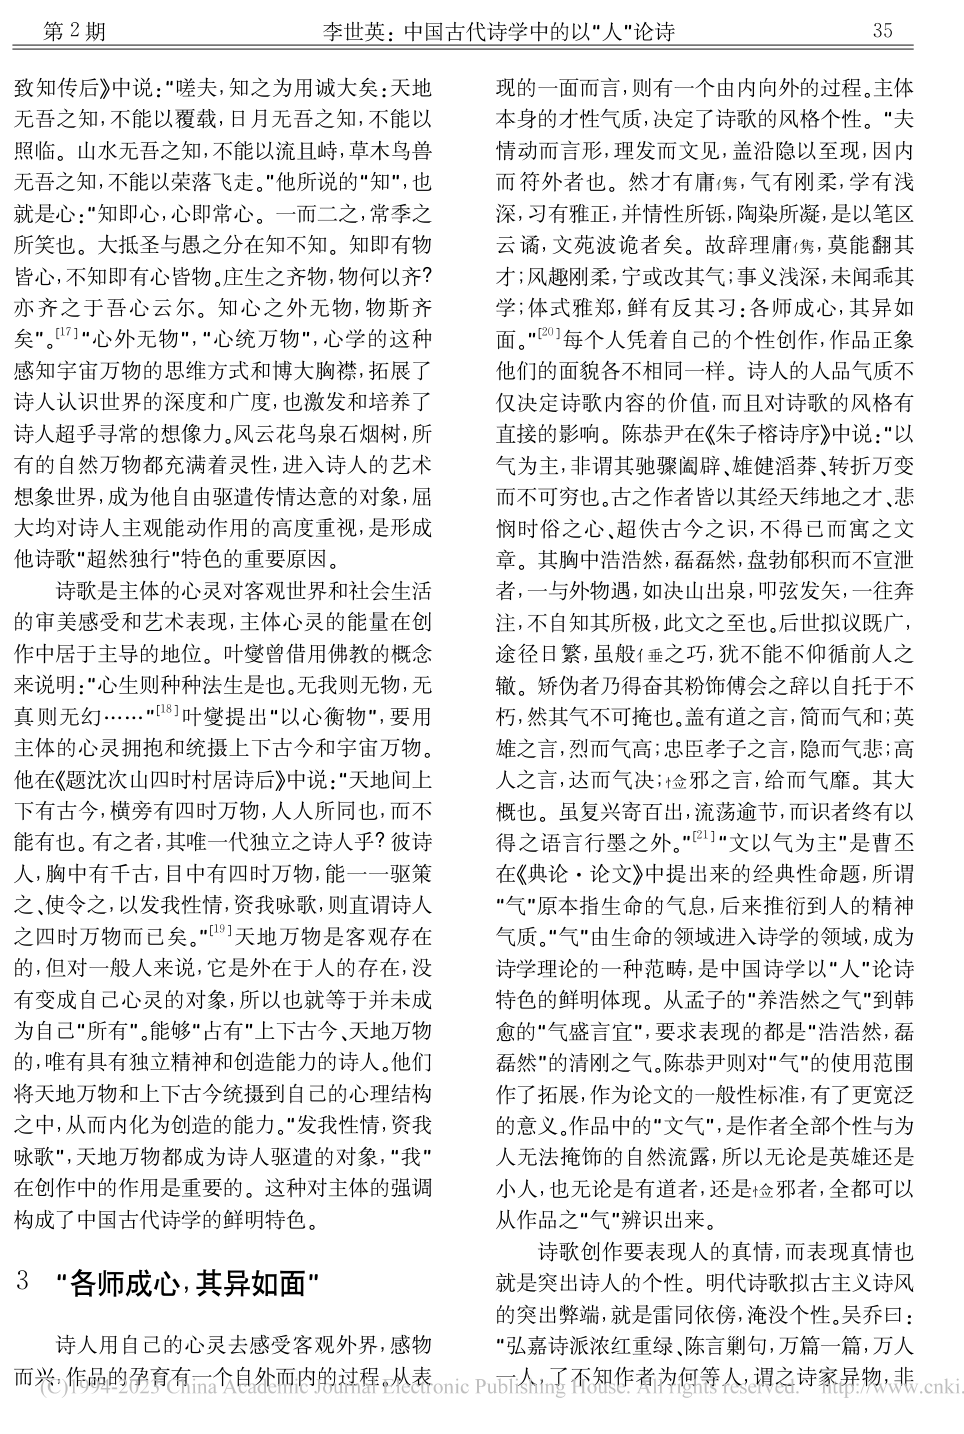 第 2 期
李世英：中国古代诗学中的以"人"论诗
35
致知传后》中说："嗟夫，知之为用诚大矣：天地
无吾之知，不能以覆载，日月无吾之知，不能以
照临。山水无吾之知，不能以流且峙，草木鸟兽
无吾之知，不能以荣落飞走。"他所说的"知"，也
就是心："知即心，心即常心。一而二之，常季之
所笑也。大抵圣与愚之分在知不知。知即有物
皆心，不知即有心皆物。庄生之齐物，物何以齐?
亦齐之于吾心云尔。知心之外无物，物斯齐
矣"。[17]"心外无物"，"心统万物"，心学的这种
感知宇宙万物的思维方式和博大胸襟，拓展了
诗人认识世界的深度和广度，也激发和培养了
诗人超乎寻常的想像力。风云花鸟泉石烟树，所
有的自然万物都充满着灵性，进入诗人的艺术
想象世界，成为他自由驱遣传情达意的对象，屈
大均对诗人主观能动作用的高度重视，是形成
他诗歌"超然独行"特色的重要原因。
诗歌是主体的心灵对客观世界和社会生活
的审美感受和艺术表现，主体心灵的能量在创
作中居于主导的地位。叶燮曾借用佛教的概念
来说明："心生则种种法生是也。无我则无物，无
真则无幻……"[18]叶燮提出"以心衡物"，要用
主体的心灵拥抱和统摄上下古今和宇宙万物。
他在《题沈次山四时村居诗后》中说："天地间上
下有古今，横旁有四时万物，人人所同也，而不
能有也。有之者，其唯一代独立之诗人乎? 彼诗
人，胸中有千古，目中有四时万物，能一一驱策
之、使令之，以发我性情，资我咏歌，则直谓诗人
之四时万物而已矣。"[19]天地万物是客观存在
的，但对一般人来说，它是外在于人的存在，没
有变成自己心灵的对象，所以也就等于并未成
为自己"所有"。能够"占有"上下古今、天地万物
的，唯有具有独立精神和创造能力的诗人。他们
将天地万物和上下古今统摄到自己的心理结构
之中，从而内化为创造的能力。"发我性情，资我
咏歌"，天地万物都成为诗人驱遣的对象，"我"
在创作中的作用是重要的。这种对主体的强调
构成了中国古代诗学的鲜明特色。
3 "各师成心，其异如面"
诗人用自己的心灵去感受客观外界，感物
而兴，作品的孕育有一个自外而内的过程。从表
现的一面而言，则有一个由内向外的过程。主体
本身的才性气质，决定了诗歌的风格个性。"夫
情动而言形，理发而文见，盖沿隐以至现，因内
而符外者也。然才有庸儁，气有刚柔，学有浅
深，习有雅正，并情性所铄，陶染所凝，是以笔区
云谲，文苑波诡者矣。故辞理庸儁，莫能翻其
才；风趣刚柔，宁或改其气；事义浅深，未闻乖其
学；体式雅郑，鲜有反其习：各师成心，其异如
面。"[20]每个人凭着自己的个性创作，作品正象
他们的面貌各不相同一样。诗人的人品气质不
仅决定诗歌内容的价值，而且对诗歌的风格有
直接的影响。陈恭尹在《朱子榕诗序》中说："以
气为主，非谓其驰骤阖辟、雄健滔莽、转折万变
而不可穷也。古之作者皆以其经天纬地之才、悲
悯时俗之心、超佚古今之识，不得已而寓之文
章。其胸中浩浩然，磊磊然，盘勃郁积而不宣泄
者，一与外物遇，如决山出泉，叩弦发矢，一往奔
注，不自知其所极，此文之至也。后世拟议既广，
途径日繁，虽般倕之巧，犹不能不仰循前人之
辙。矫伪者乃得奋其粉饰傅会之辞以自托于不
朽，然其气不可掩也。盖有道之言，简而气和；英
雄之言，烈而气高；忠臣孝子之言，隐而气悲；高
人之言，达而气决；憸邪之言，给而气靡。其大
概也。虽复兴寄百出，流荡逾节，而识者终有以
得之语言行墨之外。"[21]"文以气为主"是曹丕
在《典论·论文》中提出来的经典性命题，所谓
"气"原本指生命的气息，后来推衍到人的精神
气质。"气"由生命的领域进入诗学的领域，成为
诗学理论的一种范畴，是中国诗学以"人"论诗
特色的鲜明体现。从孟子的"养浩然之气"到韩
愈的"气盛言宜"，要求表现的都是"浩浩然，磊
磊然"的清刚之气。陈恭尹则对"气"的使用范围
作了拓展，作为论文的一般性标准，有了更宽泛
的意义。作品中的"文气"，是作者全部个性与为
人无法掩饰的自然流露，所以无论是英雄还是
小人，也无论是有道者，还是憸邪者，全都可以
从作品之"气"辨识出来。
诗歌创作要表现人的真情，而表现真情也
就是突出诗人的个性。明代诗歌拟古主义诗风
的突出弊端，就是雷同依傍，淹没个性。吴乔曰：
"弘嘉诗派浓红重绿、陈言剿句，万篇一篇，万人
一人，了不知作者为何等人，谓之诗家异物，非
(C)1994-2023 China Academic Journal Electronic Publishing House. All rights reserved. http://www.cnki.